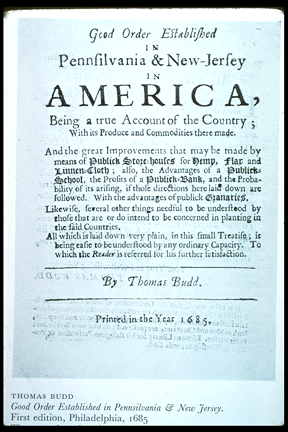 Good Order Established
IN
Pennsilvania & New-Jersey
IN
AMERICA,
Being a true Account of the Country;
With its Produce and Commodities there made.
And the great Improvements that may be made by
means of Publick Store-houses for Hemp, Flax and
Linnen-Cloth; also, the Advantages of a Publick-
School, the Profits of a Publick-Bank, and the Proba-
bility of its arising, if those directions here laid down are
followed. With the advantages of publick Granaries.
Likewise, several other things needful to be understood by
those that are or do intend to be concerned in planting in
the said Countries.
All which is laid down very plain, in this small Treatise; it
being easie to be understood by any ordinary Capacity. To
which the Reader is referred for his further satisfaction.
By Thomas Budd.
Printed in the Year 1685.
THOMAS BUDD
Good Order Established in Pennsilvania & New Jersey.
First edition, Philadelphia, 1685